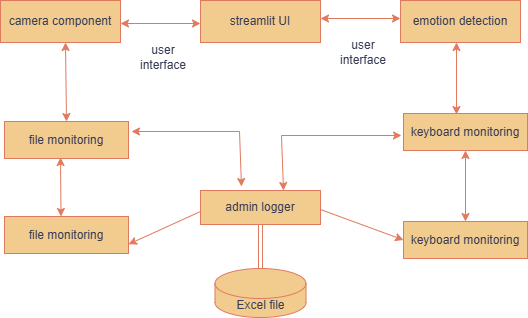 camera component
streamlit UI
emotion detection
user
interface
user
interface
file monitoring
keyboard monitoring
admin logger
file monitoring
keyboard monitoring
Excel file